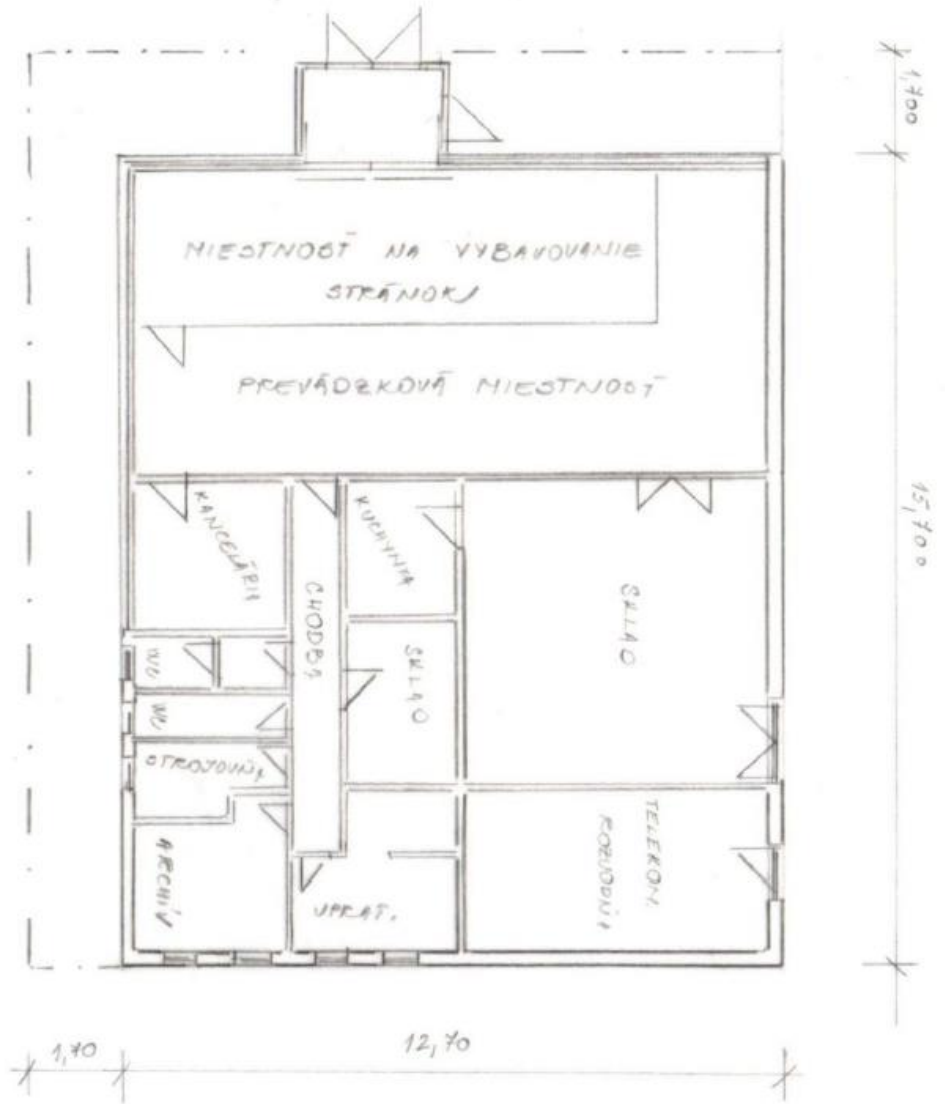 1,700
MIESTNOSŤ NA VYBAVOVANIE
STRÁNOK
PREVÁDZKOVÁ MIESTNOSŤ
KANCELÁRIA
CHODBA
KUCHYNIA
SKLAD
SKLAD
15,700
WC
WC
STROJOVŇA
ARCHÍV
UPRAT.
TELEKOM.
ROZVODŇA
1,70
12,70